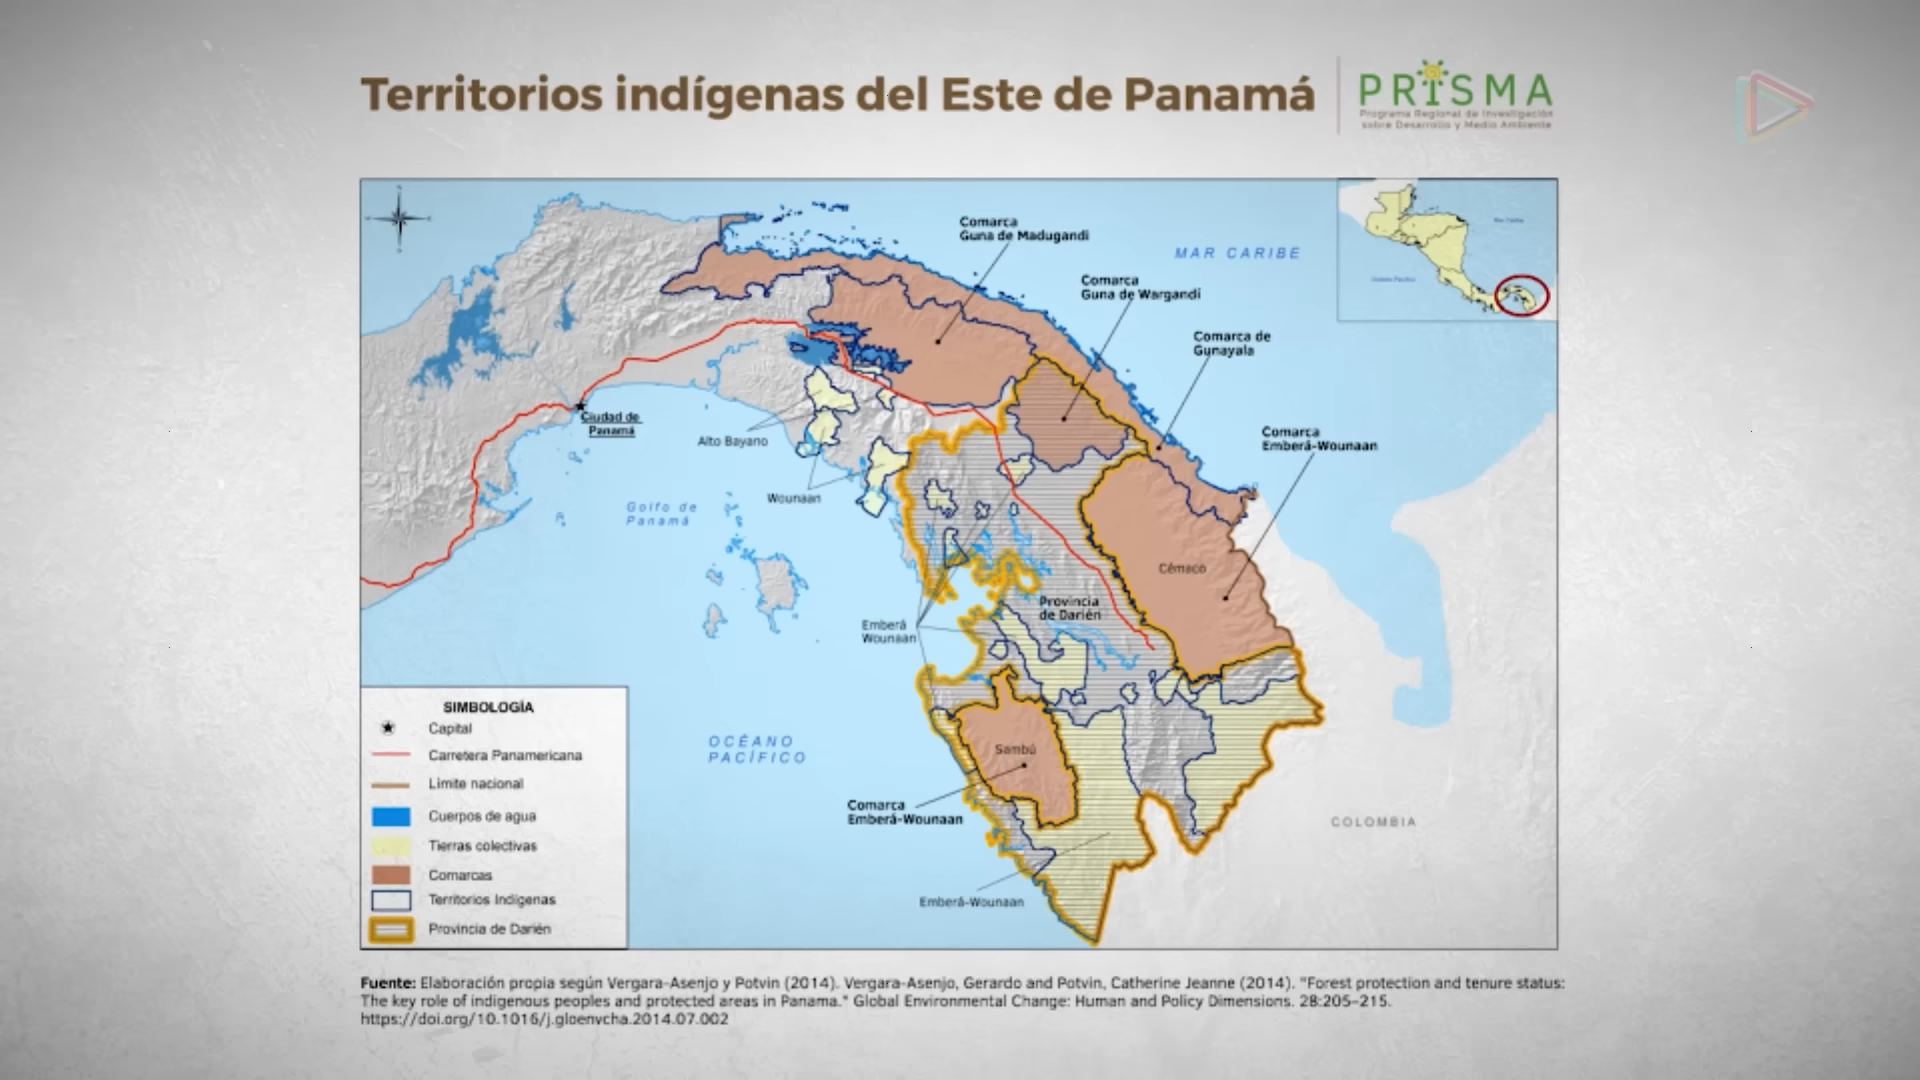 Territorios indígenas del Este de Panamá
PRISMA
Programa Regional de Investigación
sobre Desarrollo y Medio Ambiente
Comarca
Guna de Madugandi
MAR CARIBE
Comarca
Guna de Wargandi
Comarca de
Gunayala
Comarca
Emberá-Wounaan
Ciudad de
Panamá
Alto Bayano
Wounaan
Golfo de
Panamá
Cémaco
Provincia
de Darién
Emberá
Wounaan
OCÉANO
PACÍFICO
Sambú
Comarca
Emberá-Wounaan
COLOMBIA
Emberá-Wounaan
SIMBOLOGÍA
Capital
Carretera Panamericana
Límite nacional
Cuerpos de agua
Tierras colectivas
Comarcas
Territorios Indígenas
Provincia de Darién
Fuente: Elaboración propia según Vergara-Asenjo y Potvin (2014). Vergara-Asenjo, Gerardo and Potvin, Catherine Jeanne (2014). "Forest protection and tenure status:
The key role of indigenous peoples and protected areas in Panama." Global Environmental Change: Human and Policy Dimensions. 28:205–215.
https://doi.org/10.1016/j.gloenvcha.2014.07.002